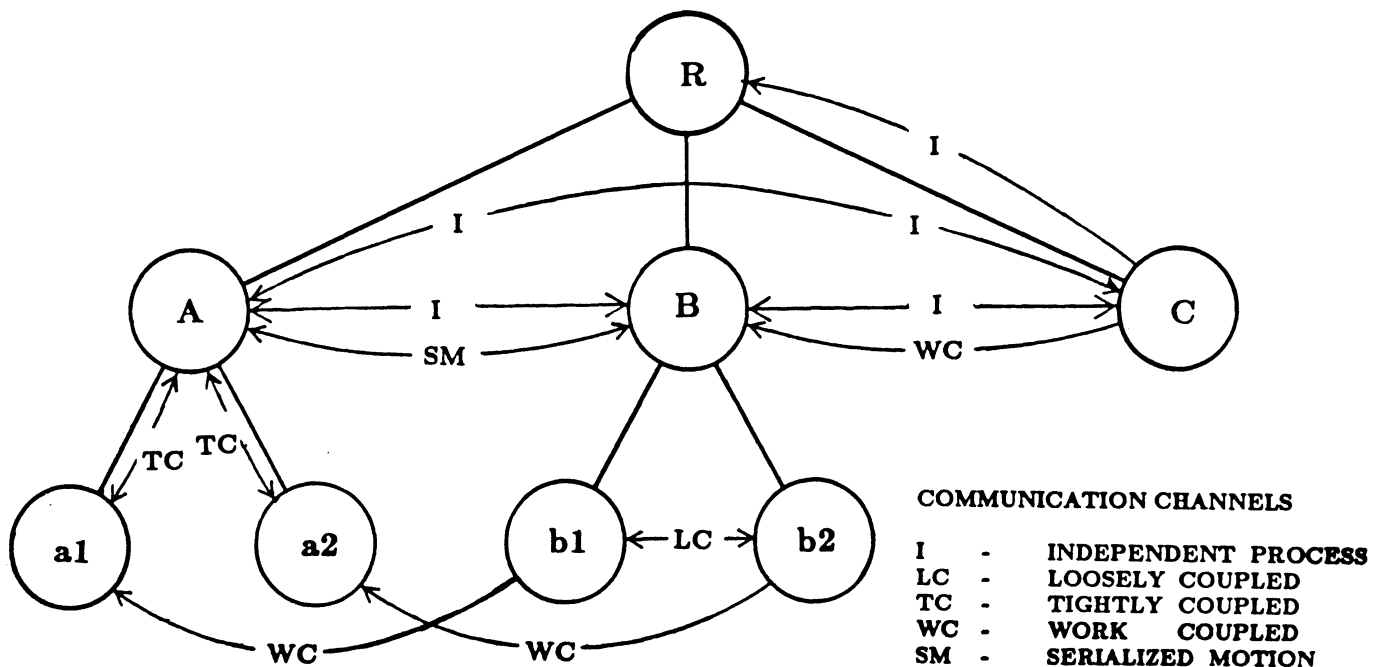 R
I
I
I
A
I
B
I
C
SM
WC
TC
TC
a1
a2
b1
LC
b2
WC
WC
COMMUNICATION CHANNELS
I - INDEPENDENT PROCESS
LC - LOOSELY COUPLED
TC - TIGHTLY COUPLED
WC - WORK COUPLED
SM - SERIALIZED MOTION